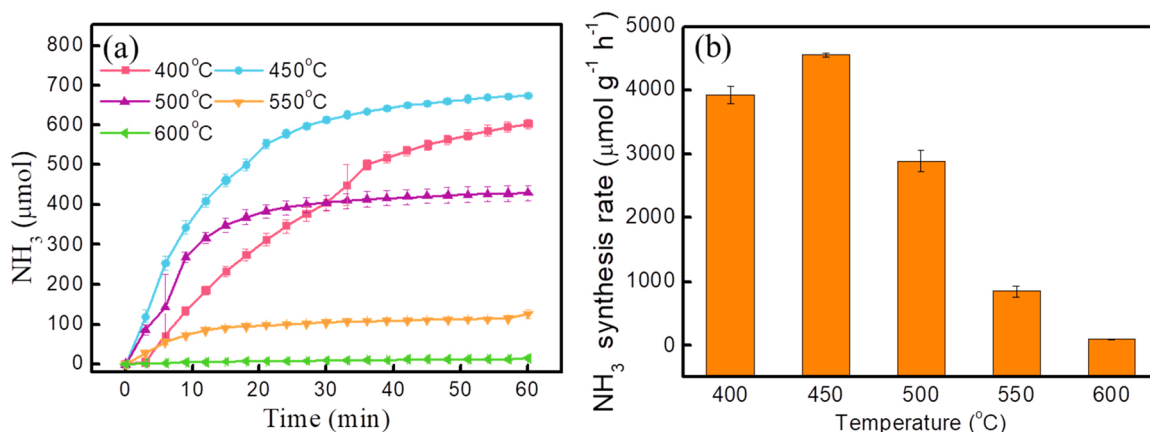 (a)
NH₃ (μmol)
800
700
600
500
400
300
200
100
0
400°C
450°C
500°C
550°C
600°C
0 10 20 30 40 50 60
Time (min)
(b)
NH₃ synthesis rate (μmol g⁻¹ h⁻¹)
5000
4000
3000
2000
1000
0
400 450 500 550 600
Temperature (°C)